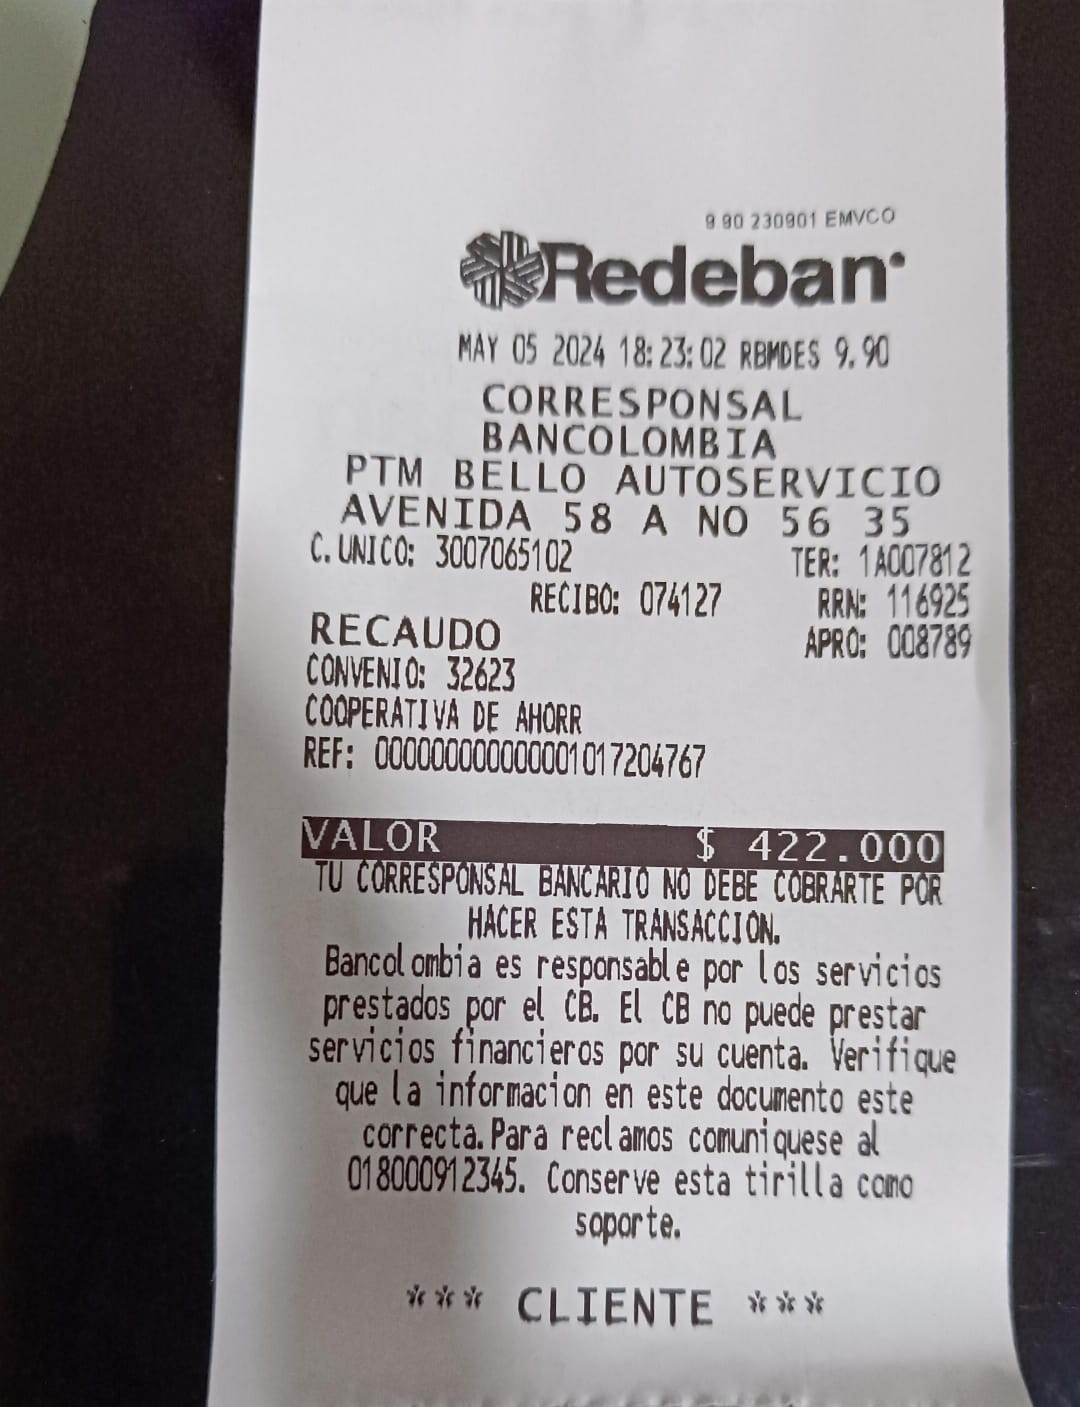 9 90 230901 EMVCO
Redeban
MAY 05 2024 18:23:02 RBMDES 9.90
CORRESPONSAL
BANCOLOMBIA
PTM BELLO AUTOSERVICIO
AVENIDA 58 A NO 56 35
C. UNICO: 3007065102 TER: 1A007812
RECIBO: 074127 RRN: 116925
RECAUDO APRO: 008789
CONVENIO: 32623
COOPERATIVA DE AHORR
REF: 00000000000001017204767
VALOR $ 422.000
TU CORRESPONSAL BANCARIO NO DEBE COBRARTE POR
HACER ESTA TRANSACCION.
Bancolombia es responsable por los servicios
prestados por el CB. El CB no puede prestar
servicios financieros por su cuenta. Verifique
que la informacion en este documento este
correcta. Para reclamos comuniquese al
018000912345. Conserve esta tirilla como
soporte.
*** CLIENTE ***